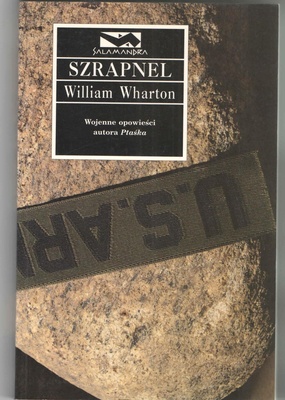 SALAMANDRA
SZRAPNEL
William Wharton
Wojenne opowieści
autora Ptaśka
U.S. ARM